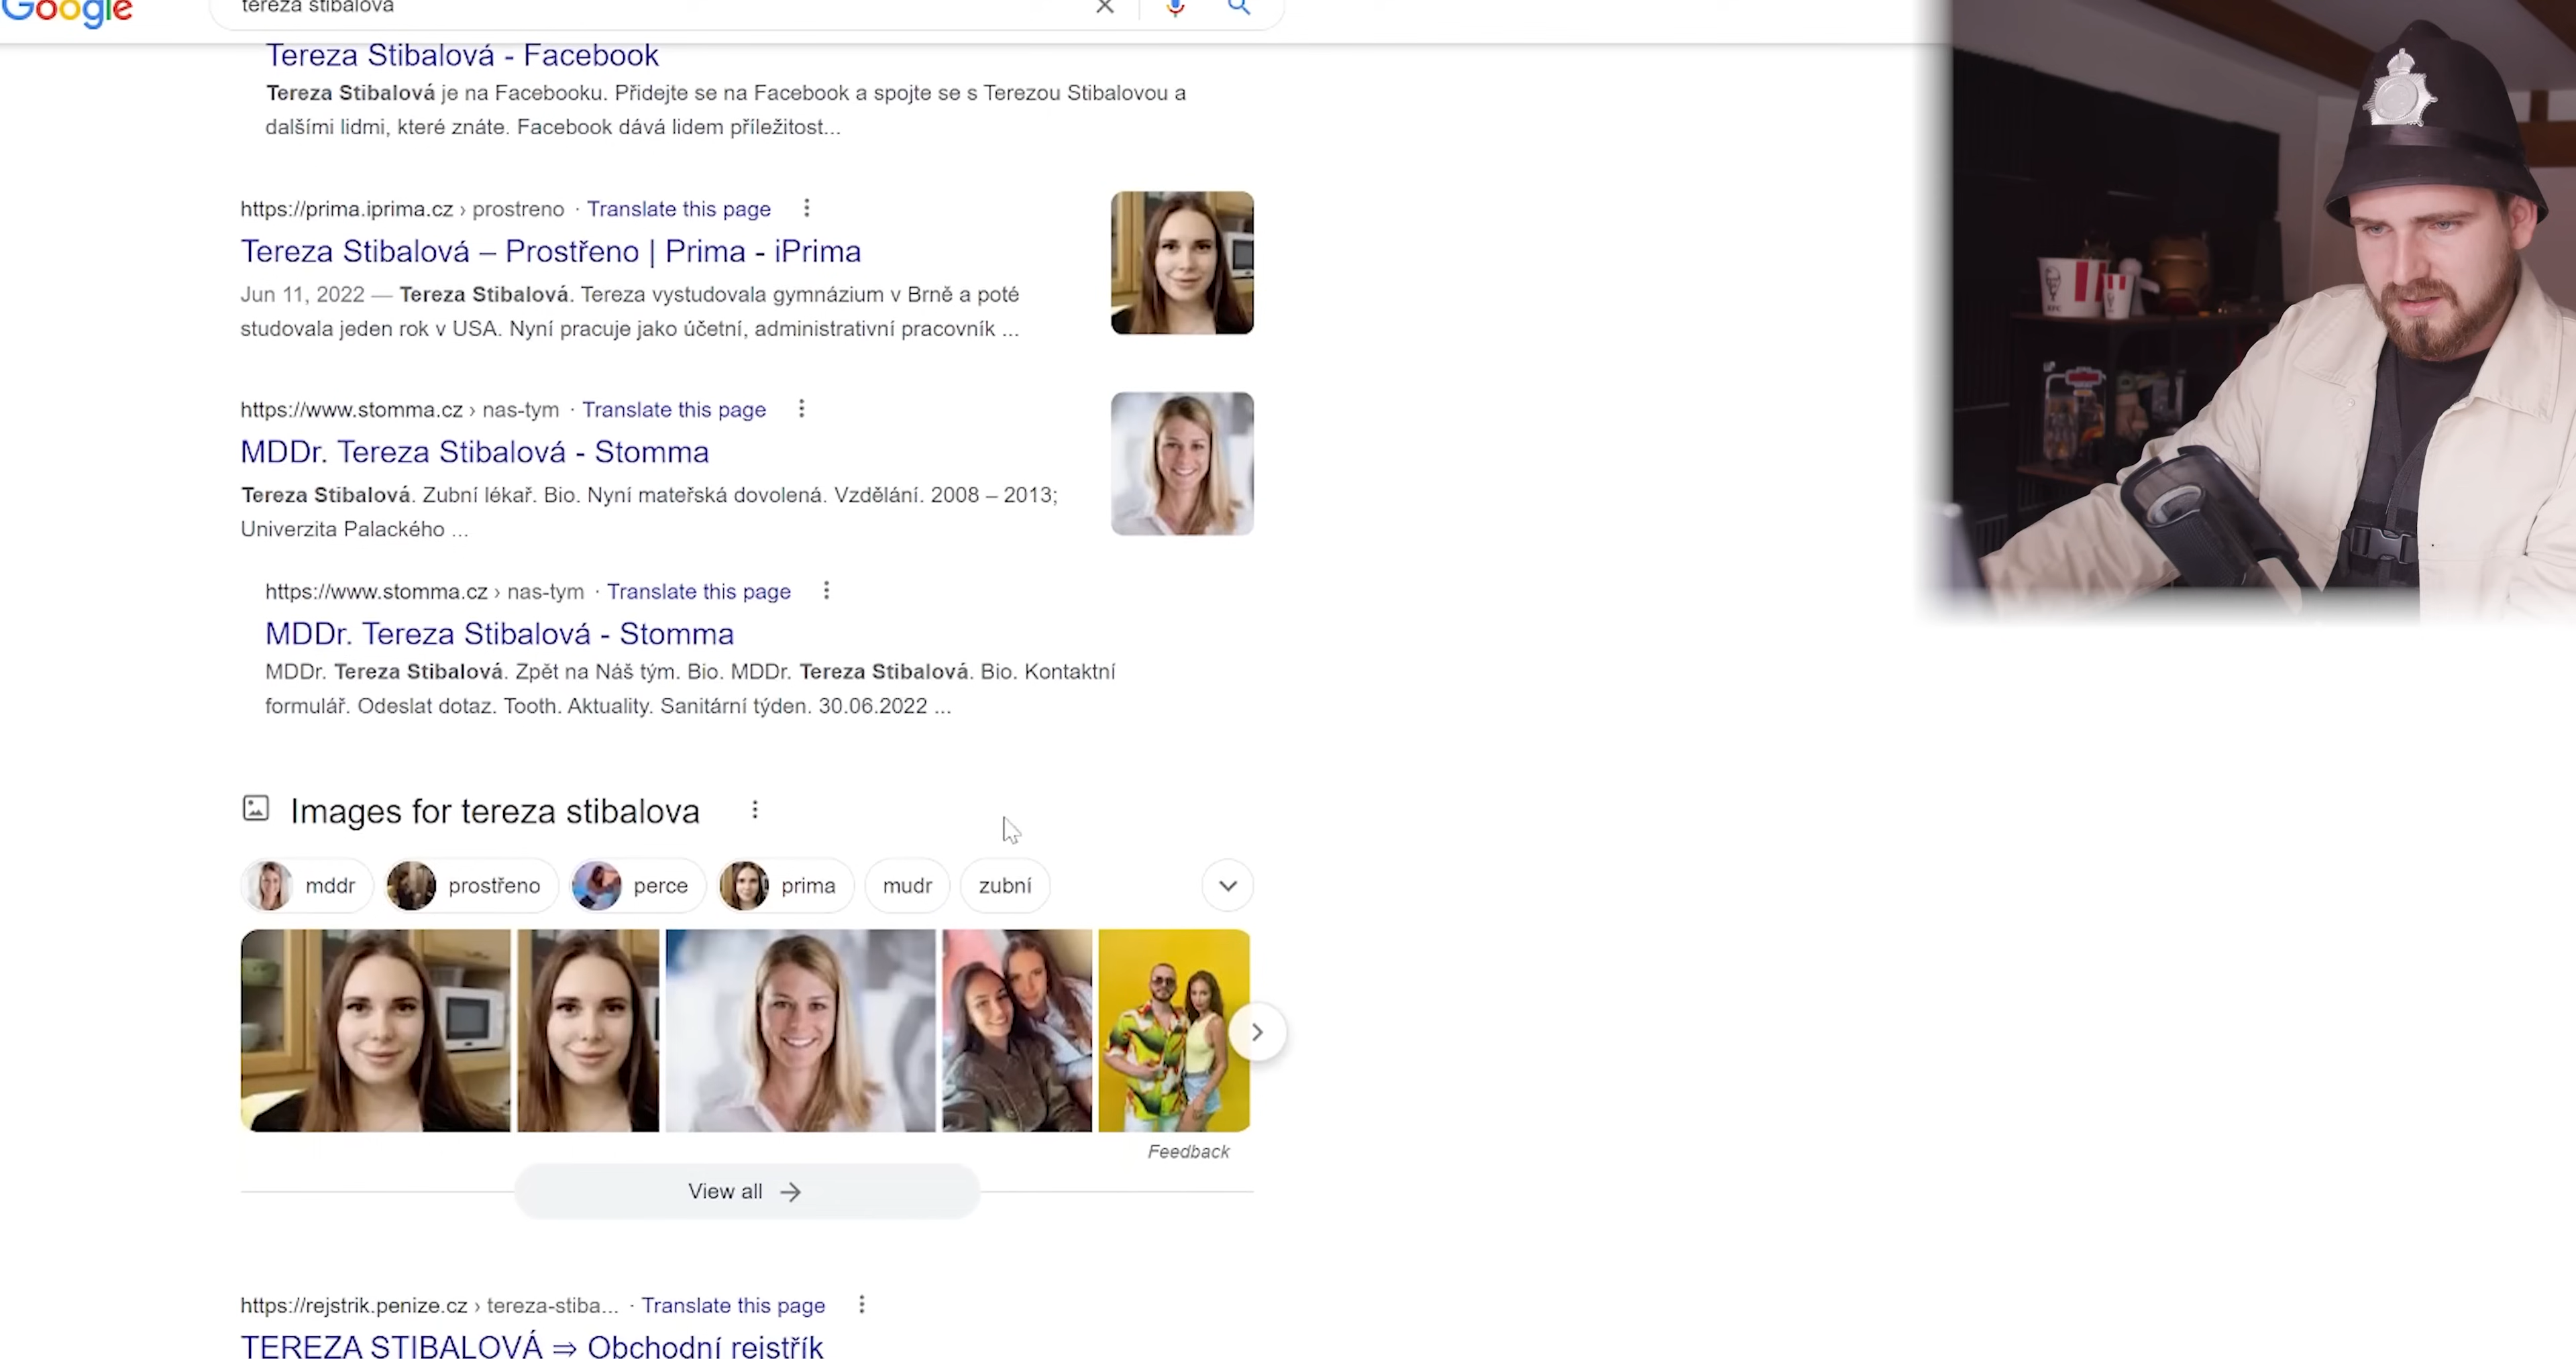 Google
tereza stibalova
Tereza Stibalová - Facebook
Tereza Stibalová je na Facebooku. Přidejte se na Facebook a spojte se s Terezou Stibalovou a
dalšími lidmi, které znáte. Facebook dává lidem příležitost...
https://prima.iprima.cz › prostreno · Translate this page
Tereza Stibalová – Prostřeno | Prima - iPrima
Jun 11, 2022 — Tereza Stibalová. Tereza vystudovala gymnázium v Brně a poté
studovala jeden rok v USA. Nyní pracuje jako účetní, administrativní pracovník ...
https://www.stomma.cz › nas-tym · Translate this page
MDDr. Tereza Stibalová - Stomma
Tereza Stibalová. Zubní lékař. Bio. Nyní mateřská dovolená. Vzdělání. 2008 – 2013;
Univerzita Palackého ...
https://www.stomma.cz › nas-tym · Translate this page
MDDr. Tereza Stibalová - Stomma
MDDr. Tereza Stibalová. Zpět na Náš tým. Bio. MDDr. Tereza Stibalová. Bio. Kontaktní
formulář. Odeslat dotaz. Tooth. Aktuality. Sanitární týden. 30.06.2022 ...
Images for tereza stibalova
mddr prostřeno perce prima mudr zubní
Feedback
View all →
https://rejstrik.penize.cz › tereza-stiba... · Translate this page
TEREZA STIBALOVÁ ⇒ Obchodní rejstřík
KFC